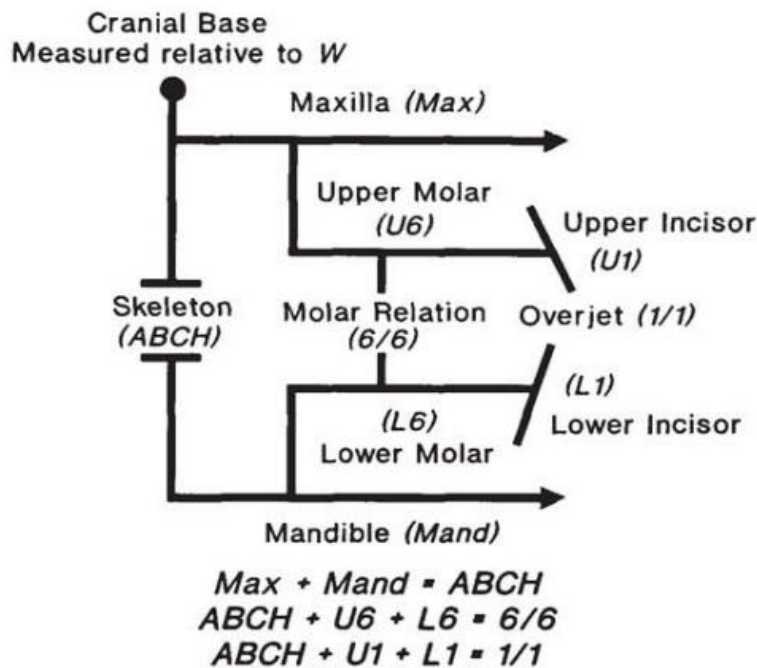 Cranial Base
Measured relative to W
Maxilla (Max)
Upper Molar
(U6)
Upper Incisor
(U1)
Skeleton
(ABCH)
Molar Relation
(6/6)
Overjet (1/1)
(L1)
Lower Incisor
(L6)
Lower Molar
Mandible (Mand)
Max + Mand = ABCH
ABCH + U6 + L6 = 6/6
ABCH + U1 + L1 = 1/1